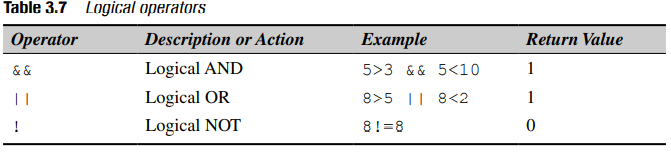 Table 3.7 Logical operators
Operator Description or Action Example Return Value
&& Logical AND 5>3 && 5<10 1
|| Logical OR 8>5 || 8<2 1
! Logical NOT 8!=8 0